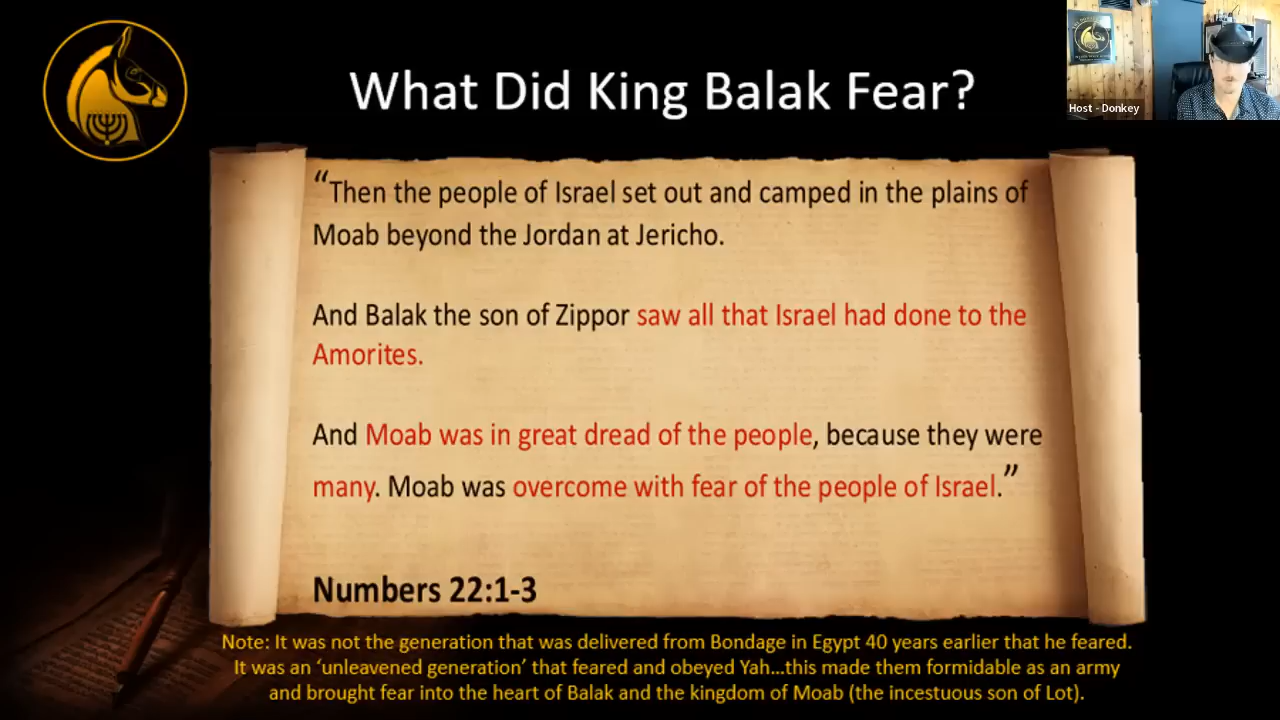 What Did King Balak Fear?
Host - Donkey
“Then the people of Israel set out and camped in the plains of
Moab beyond the Jordan at Jericho.
And Balak the son of Zippor saw all that Israel had done to the
Amorites.
And Moab was in great dread of the people, because they were
many. Moab was overcome with fear of the people of Israel.”
Numbers 22:1-3
Note: It was not the generation that was delivered from Bondage in Egypt 40 years earlier that he feared.
It was an ‘unleavened generation’ that feared and obeyed Yah...this made them formidable as an army
and brought fear into the heart of Balak and the kingdom of Moab (the incestuous son of Lot).